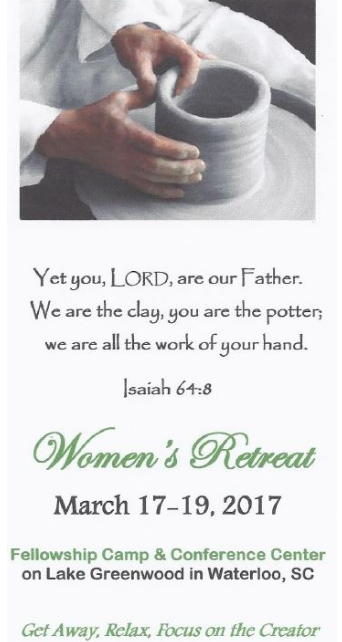 Yet you, LORD, are our Father.
We are the clay, you are the potter;
we are all the work of your hand.
Isaiah 64:8
Women's Retreat
March 17-19, 2017
Fellowship Camp & Conference Center
on Lake Greenwood in Waterloo, SC
Get Away, Relax, Focus on the Creator